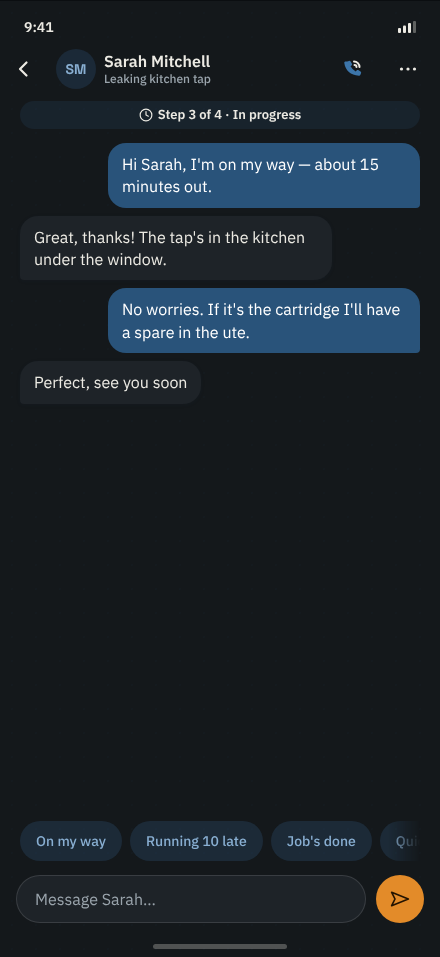 9:41
SM
Sarah Mitchell
Leaking kitchen tap
Step 3 of 4 · In progress
Hi Sarah, I'm on my way — about 15
minutes out.
Great, thanks! The tap's in the kitchen
under the window.
No worries. If it's the cartridge I'll have
a spare in the ute.
Perfect, see you soon
On my way
Running 10 late
Job's done
Message Sarah...